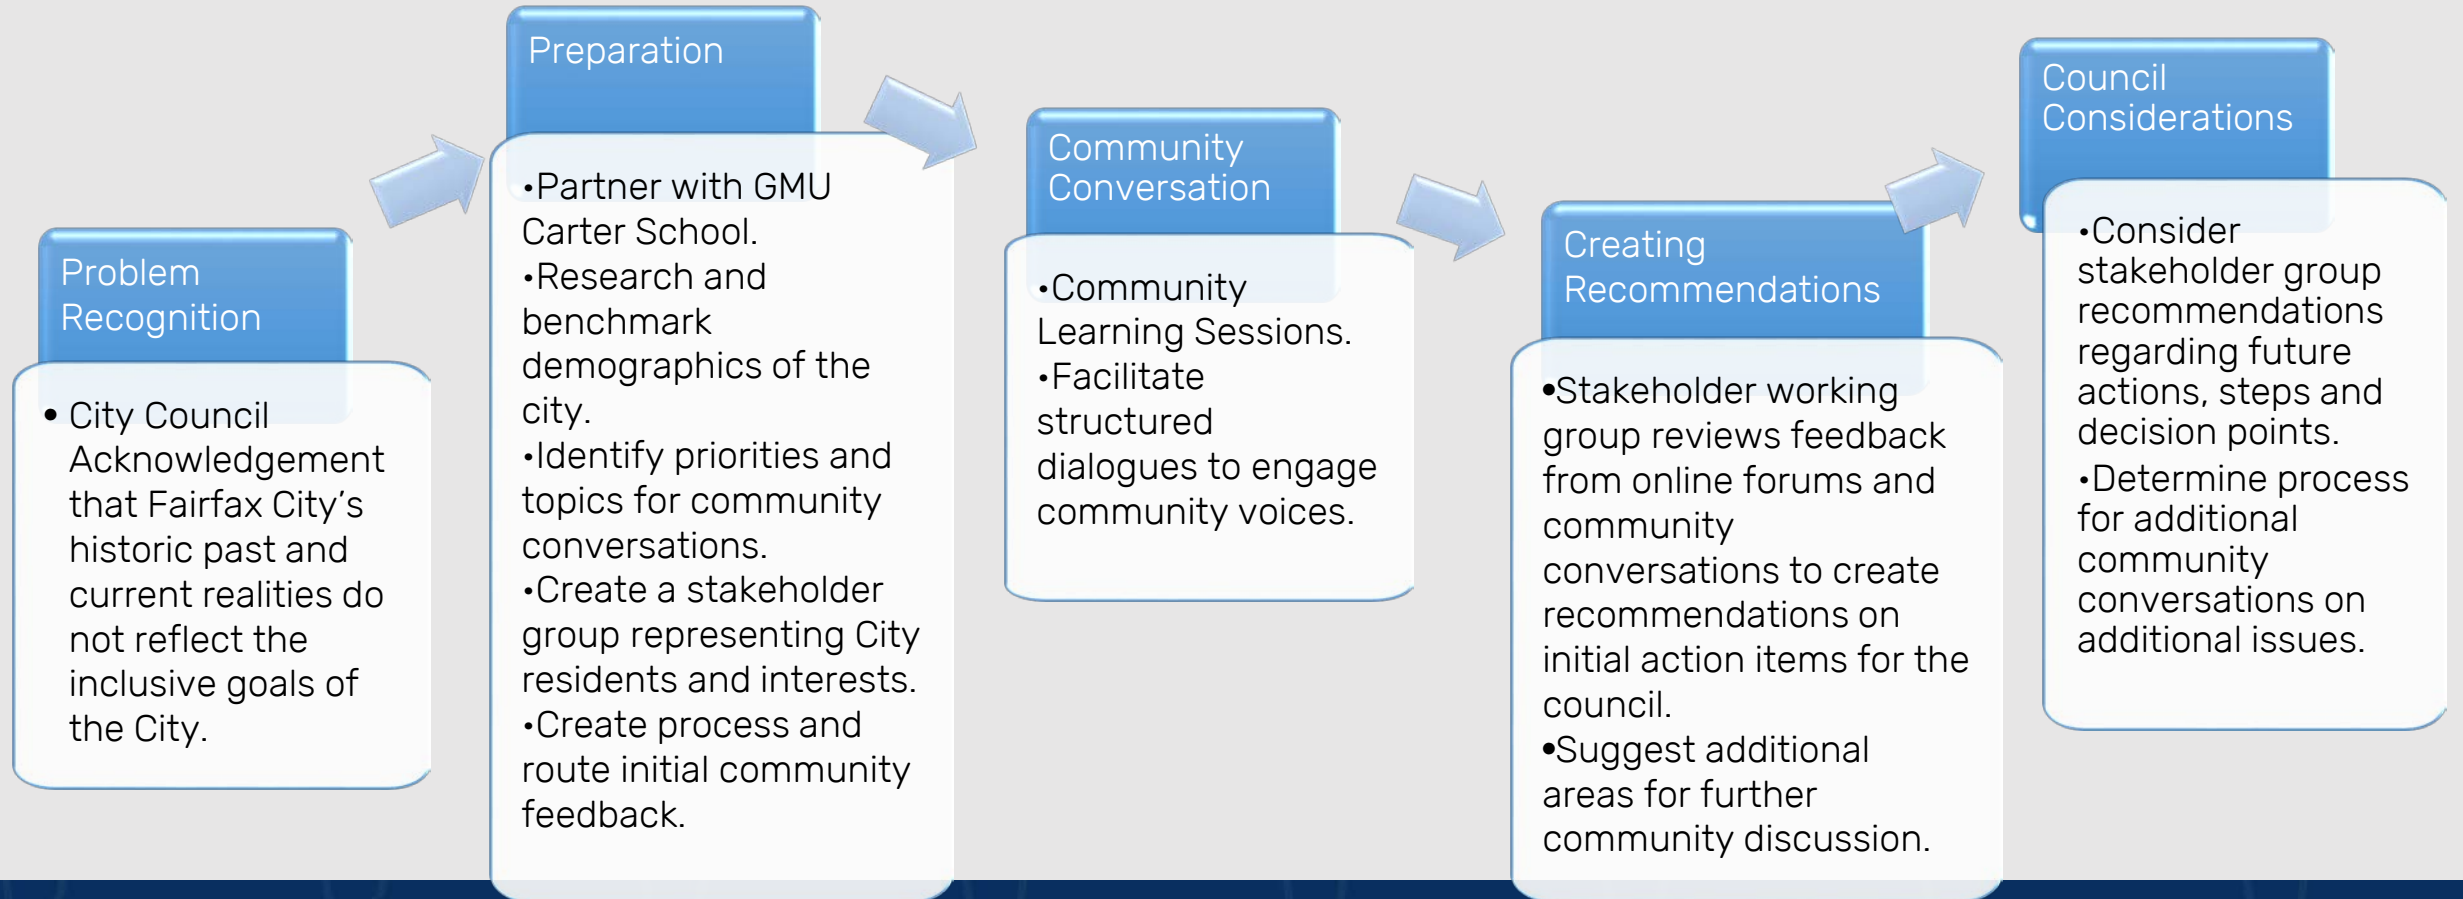 Problem
Recognition
• City Council
Acknowledgement
that Fairfax City’s
historic past and
current realities do
not reflect the
inclusive goals of
the City.
Preparation
•Partner with GMU
Carter School.
•Research and
benchmark
demographics of the
city.
•Identify priorities and
topics for community
conversations.
•Create a stakeholder
group representing City
residents and interests.
•Create process and
route initial community
feedback.
Community
Conversation
•Community
Learning Sessions.
•Facilitate
structured
dialogues to engage
community voices.
Creating
Recommendations
•Stakeholder working
group reviews feedback
from online forums and
community
conversations to create
recommendations on
initial action items for the
council.
•Suggest additional
areas for further
community discussion.
Council
Considerations
•Consider
stakeholder group
recommendations
regarding future
actions, steps and
decision points.
•Determine process
for additional
community
conversations on
additional issues.